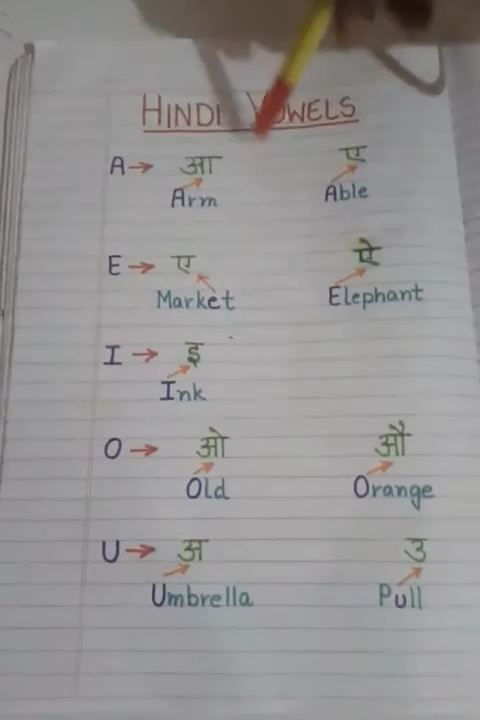 HINDI VOWELS
A → आ ए
Arm Able
E → ए ऐ
Market Elephant
I → इ
Ink
O → ओ औ
Old Orange
U → अ उ
Umbrella Pull